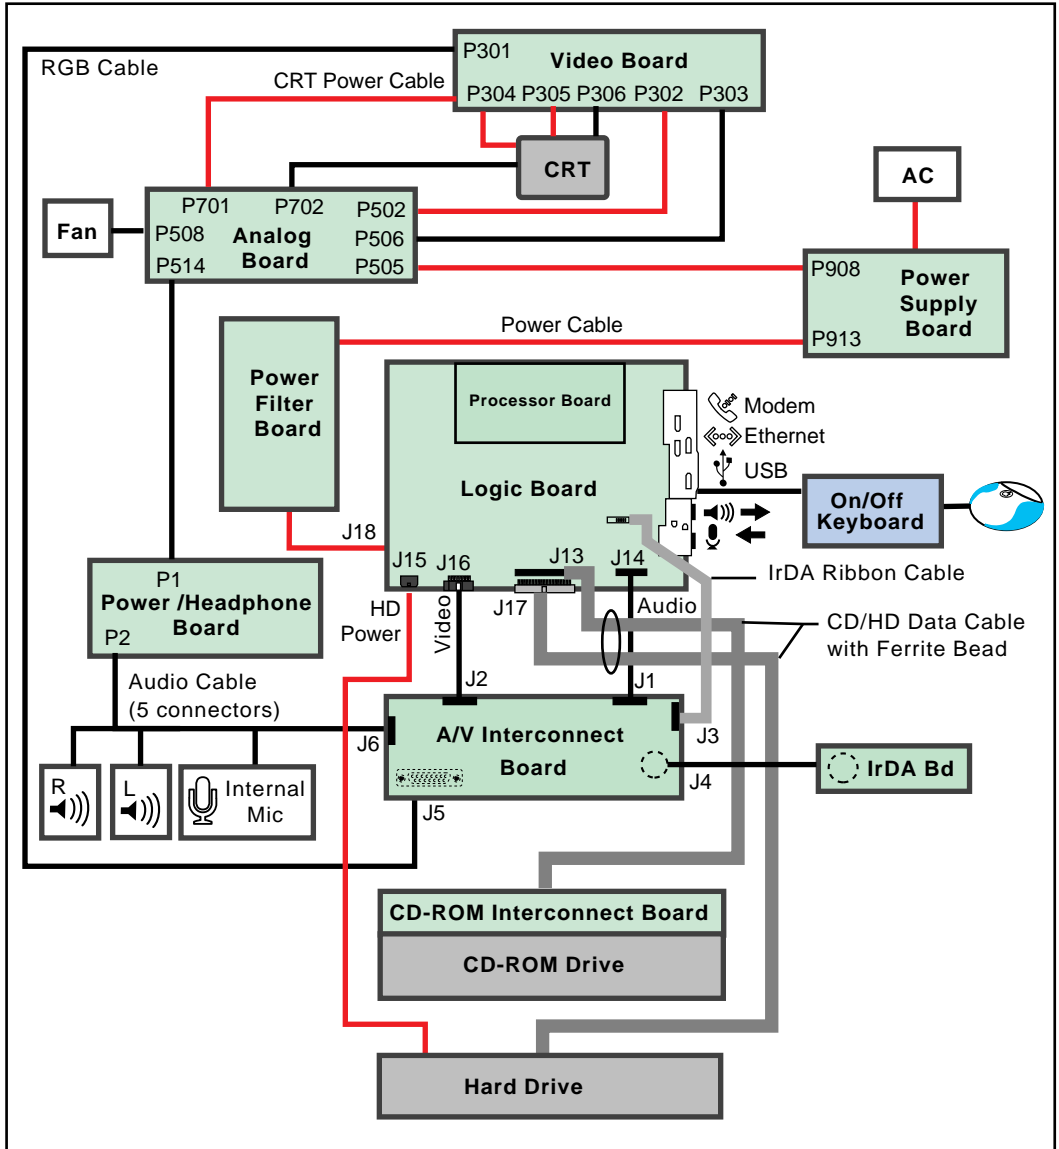 P301
Video Board
RGB Cable
CRT Power Cable
P304 P305 P306 P302 P303
CRT
AC
P701 P702 P502
Fan
P508 Analog P506
Board
P514 P505
P908
Power
Supply
Board
P913
Power Cable
Power
Filter
Board
Processor Board
Modem
Ethernet
USB
Logic Board
On/Off
Keyboard
J18
J15 J16 J13 J14
IrDA Ribbon Cable
P1
Power /Headphone
Board
P2
HD
Power
Video
J17
Audio
CD/HD Data Cable
with Ferrite Bead
Audio Cable
(5 connectors)
J2 J1
J6
A/V Interconnect
Board
J3
J4
IrDA Bd
R
L
Internal
Mic
J5
CD-ROM Interconnect Board
CD-ROM Drive
Hard Drive